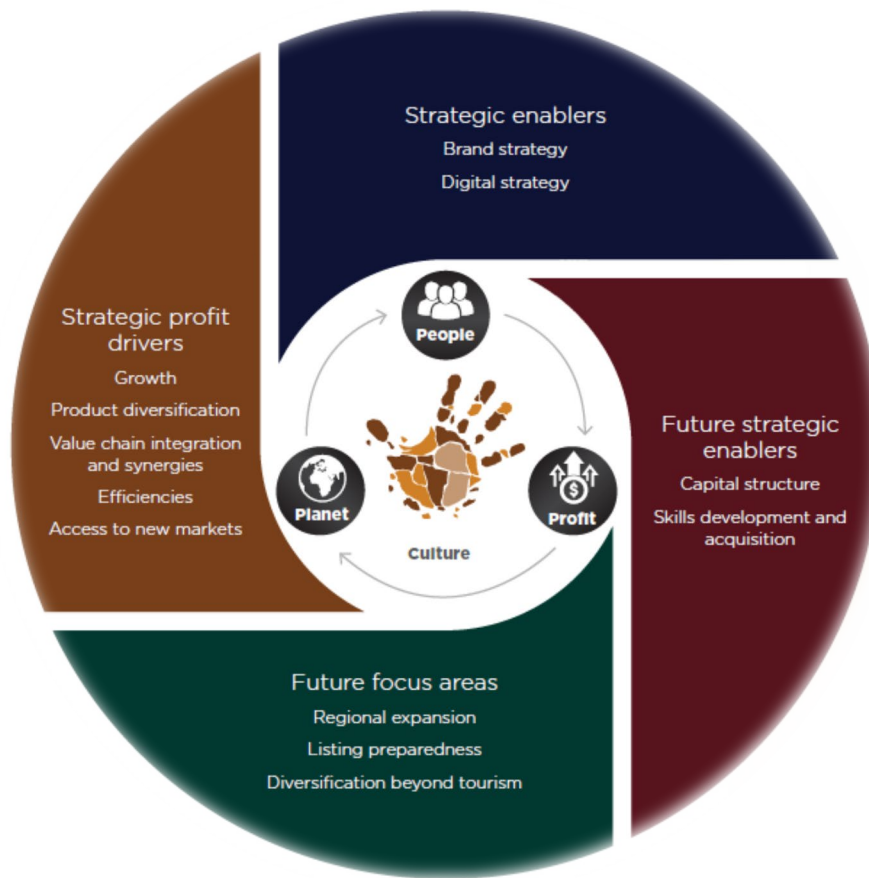 Strategic enablers
Brand strategy
Digital strategy
Strategic profit
drivers
Growth
Product diversification
Value chain integration
and synergies
Efficiencies
Access to new markets
People
Planet
$
Profit
Culture
Future strategic
enablers
Capital structure
Skills development and
acquisition
Future focus areas
Regional expansion
Listing preparedness
Diversification beyond tourism